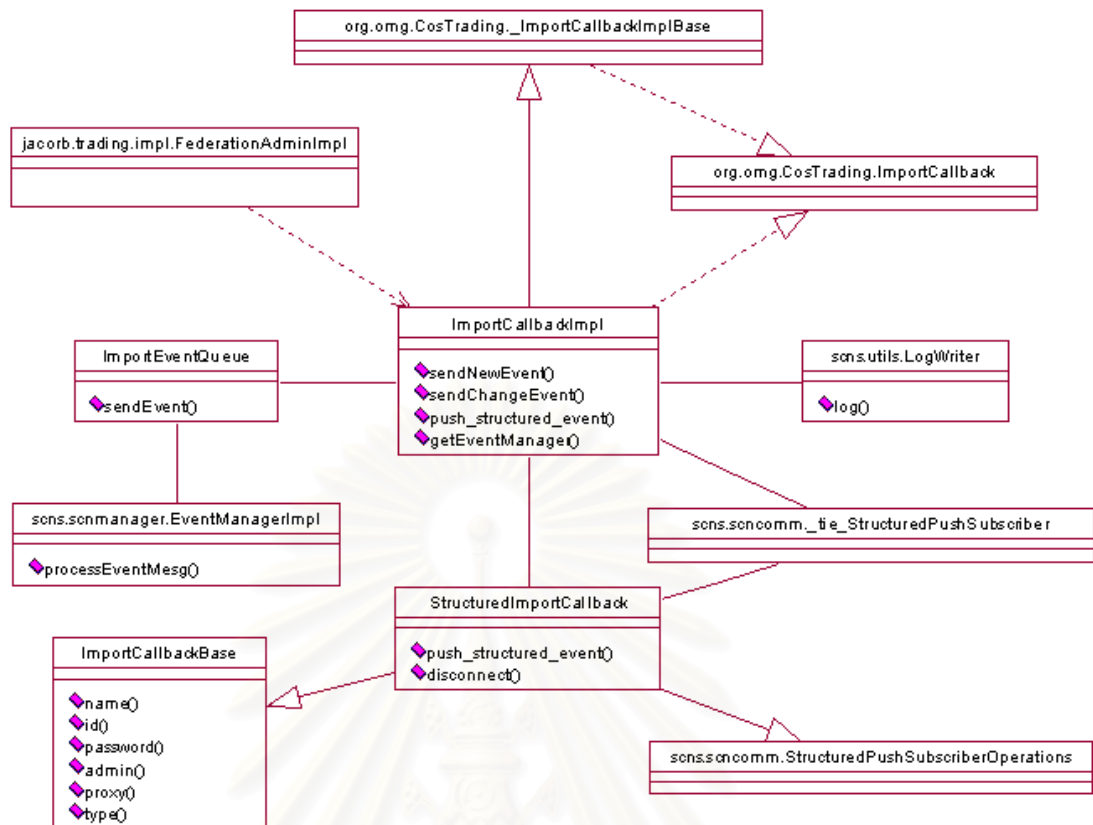 org.omg.CosTrading._ImportCallbackImplBase
jacorb.trading.impl.FederationAdminImpl
org.omg.CosTrading.ImportCallback
ImportCallbackImpl
sendNewEvent()
sendChangeEvent()
push_structured_event()
getEventManager()
ImportEventQueue
sendEvent()
scns.utils.LogWriter
log()
scns.scnmanager.EventManagerImpl
processEventMesg()
scns.scncomm._tie_StructuredPushSubscriber
StructuredImportCallback
push_structured_event()
disconnect()
ImportCallbackBase
name()
id()
password()
admin()
proxy()
type()
scns.scncomm.StructuredPushSubscriberOperations